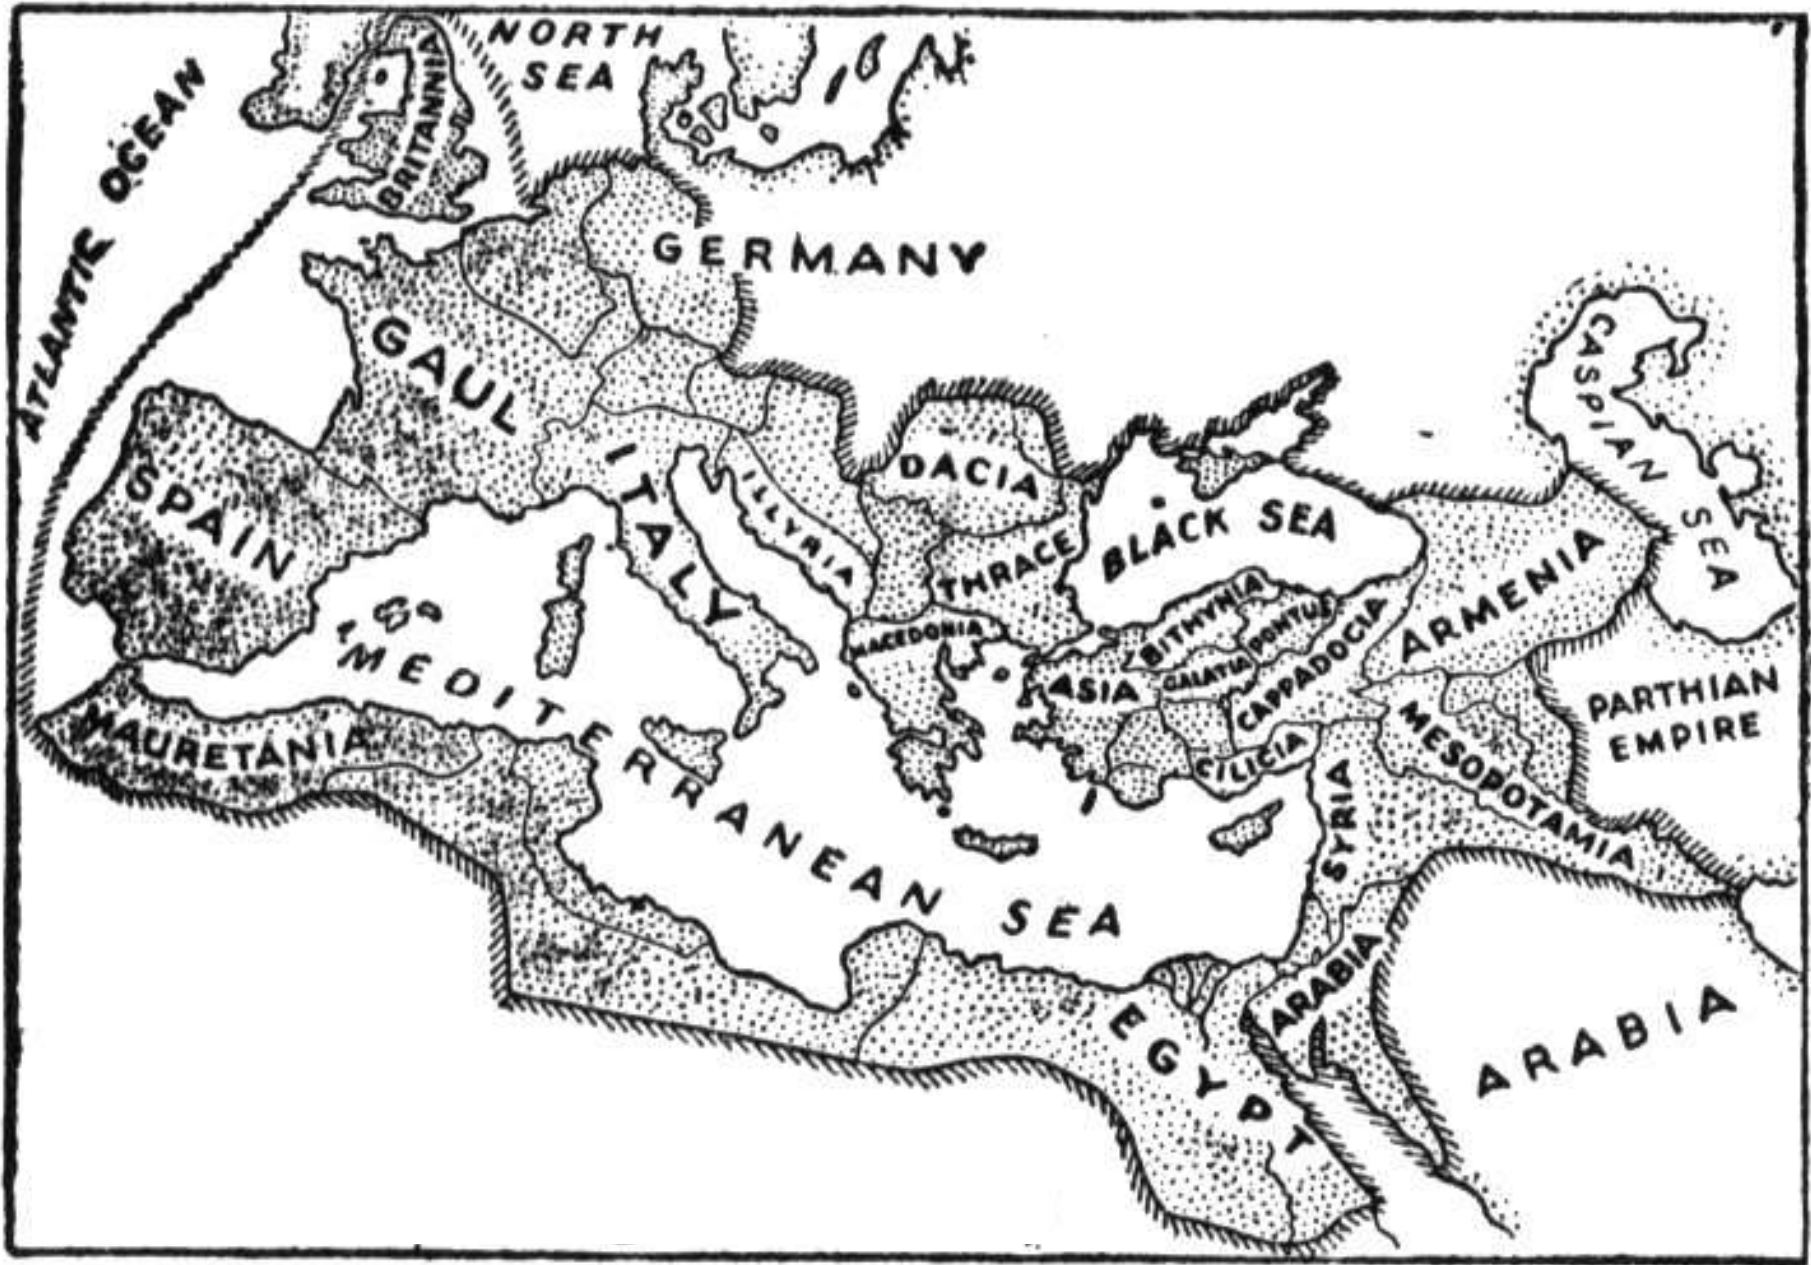 NORTH
SEA
ATLANTIC OCEAN
BRITANNIA
GERMANY
GAUL
CASPIAN SEA
SPAIN
ITALY
ILLYRIA
DACIA
BLACK SEA
THRACE
ARMENIA
MACEDONIA
BITHYNIA
PONTUS
ASIA
GALATIA
CAPPADOCIA
CILICIA
PARTHIAN
EMPIRE
MAURETANIA
MEDITERRANEAN SEA
MESOPOTAMIA
SYRIA
ARABIA
EGYPT
ARABIA